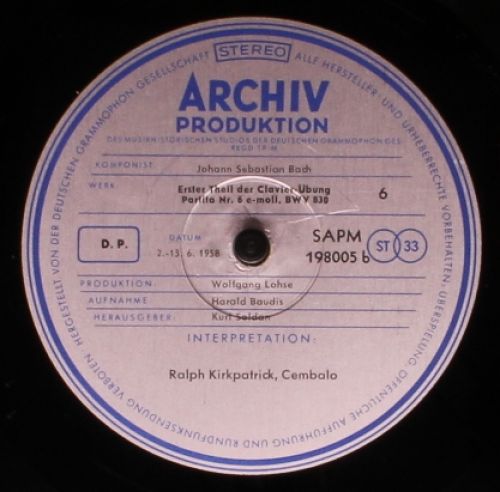 STEREO
HERGESTELLT VON DER DEUTSCHEN GRAMMOPHON GESELLSCHAFT
ALLE HERSTELLER- UND URHEBERRECHTE VORBEHALTEN · ÜBERSPIELUNG, ÖFFENTLICHE AUFFÜHRUNG UND RUNDFUNKSENDUNG VERBOTEN
ARCHIV
PRODUKTION
DES MUSIKHISTORISCHEN STUDIOS DER DEUTSCHEN GRAMMOPHON GES.
KOMPONIST: Johann Sebastian Bach
WERK: Erster Theil der Clavier Übung 6
Partita Nr. 6 e-moll, BWV 830
D. P. DATUM SAPM ST 33
2.-13. 6. 1958 198005 b
PRODUKTION: Wolfgang Lohse
AUFNAHME Harald Baudis
HERAUSGEBER: Kurt Soldan
INTERPRETATION:
Ralph Kirkpatrick, Cembalo